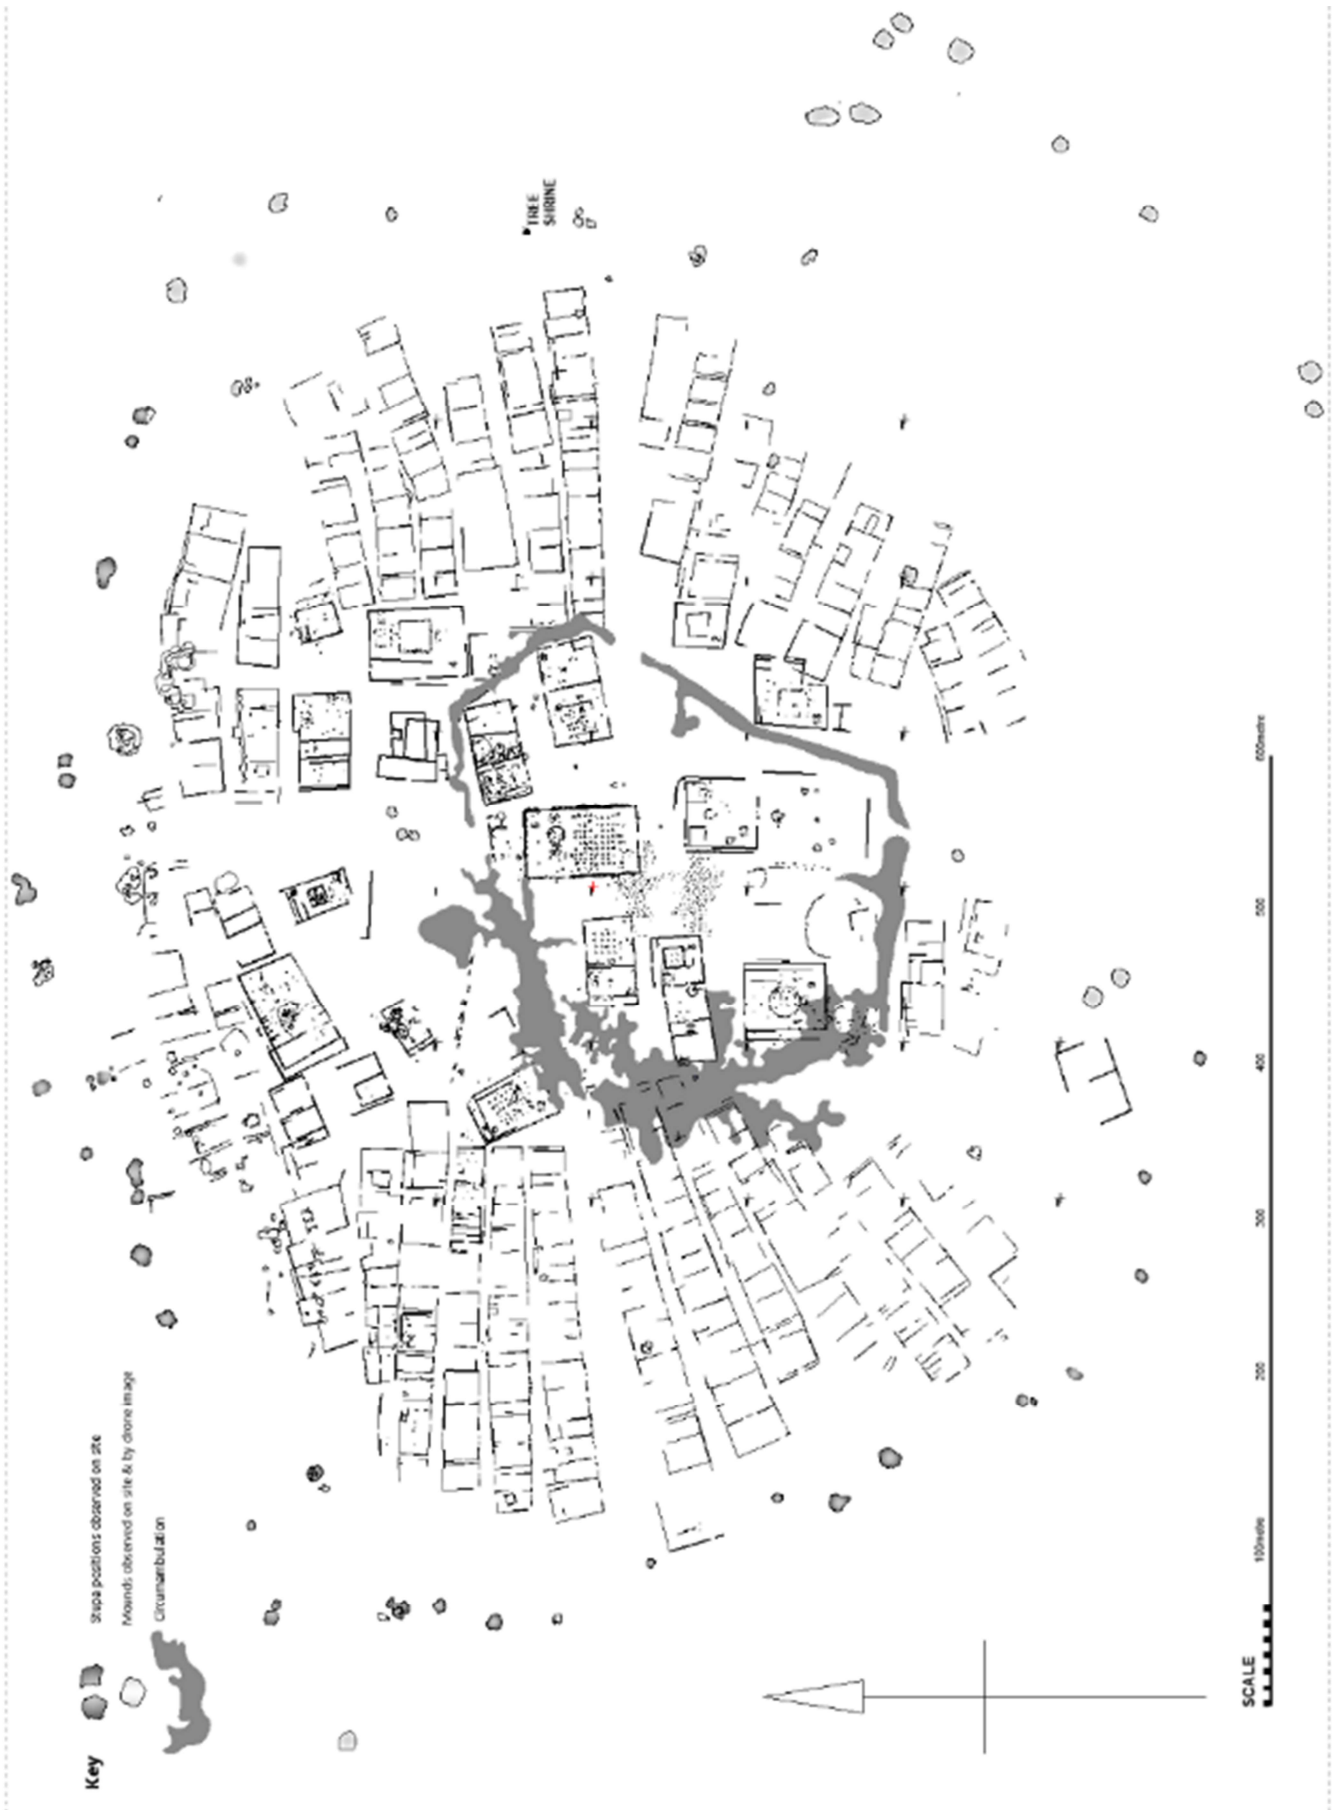 TREE
SHRINE
Key
Stupa positions observed on site
Mounds observed on site & by drone image
Circumambulation
SCALE
100metre
200
300
400
500
600metre